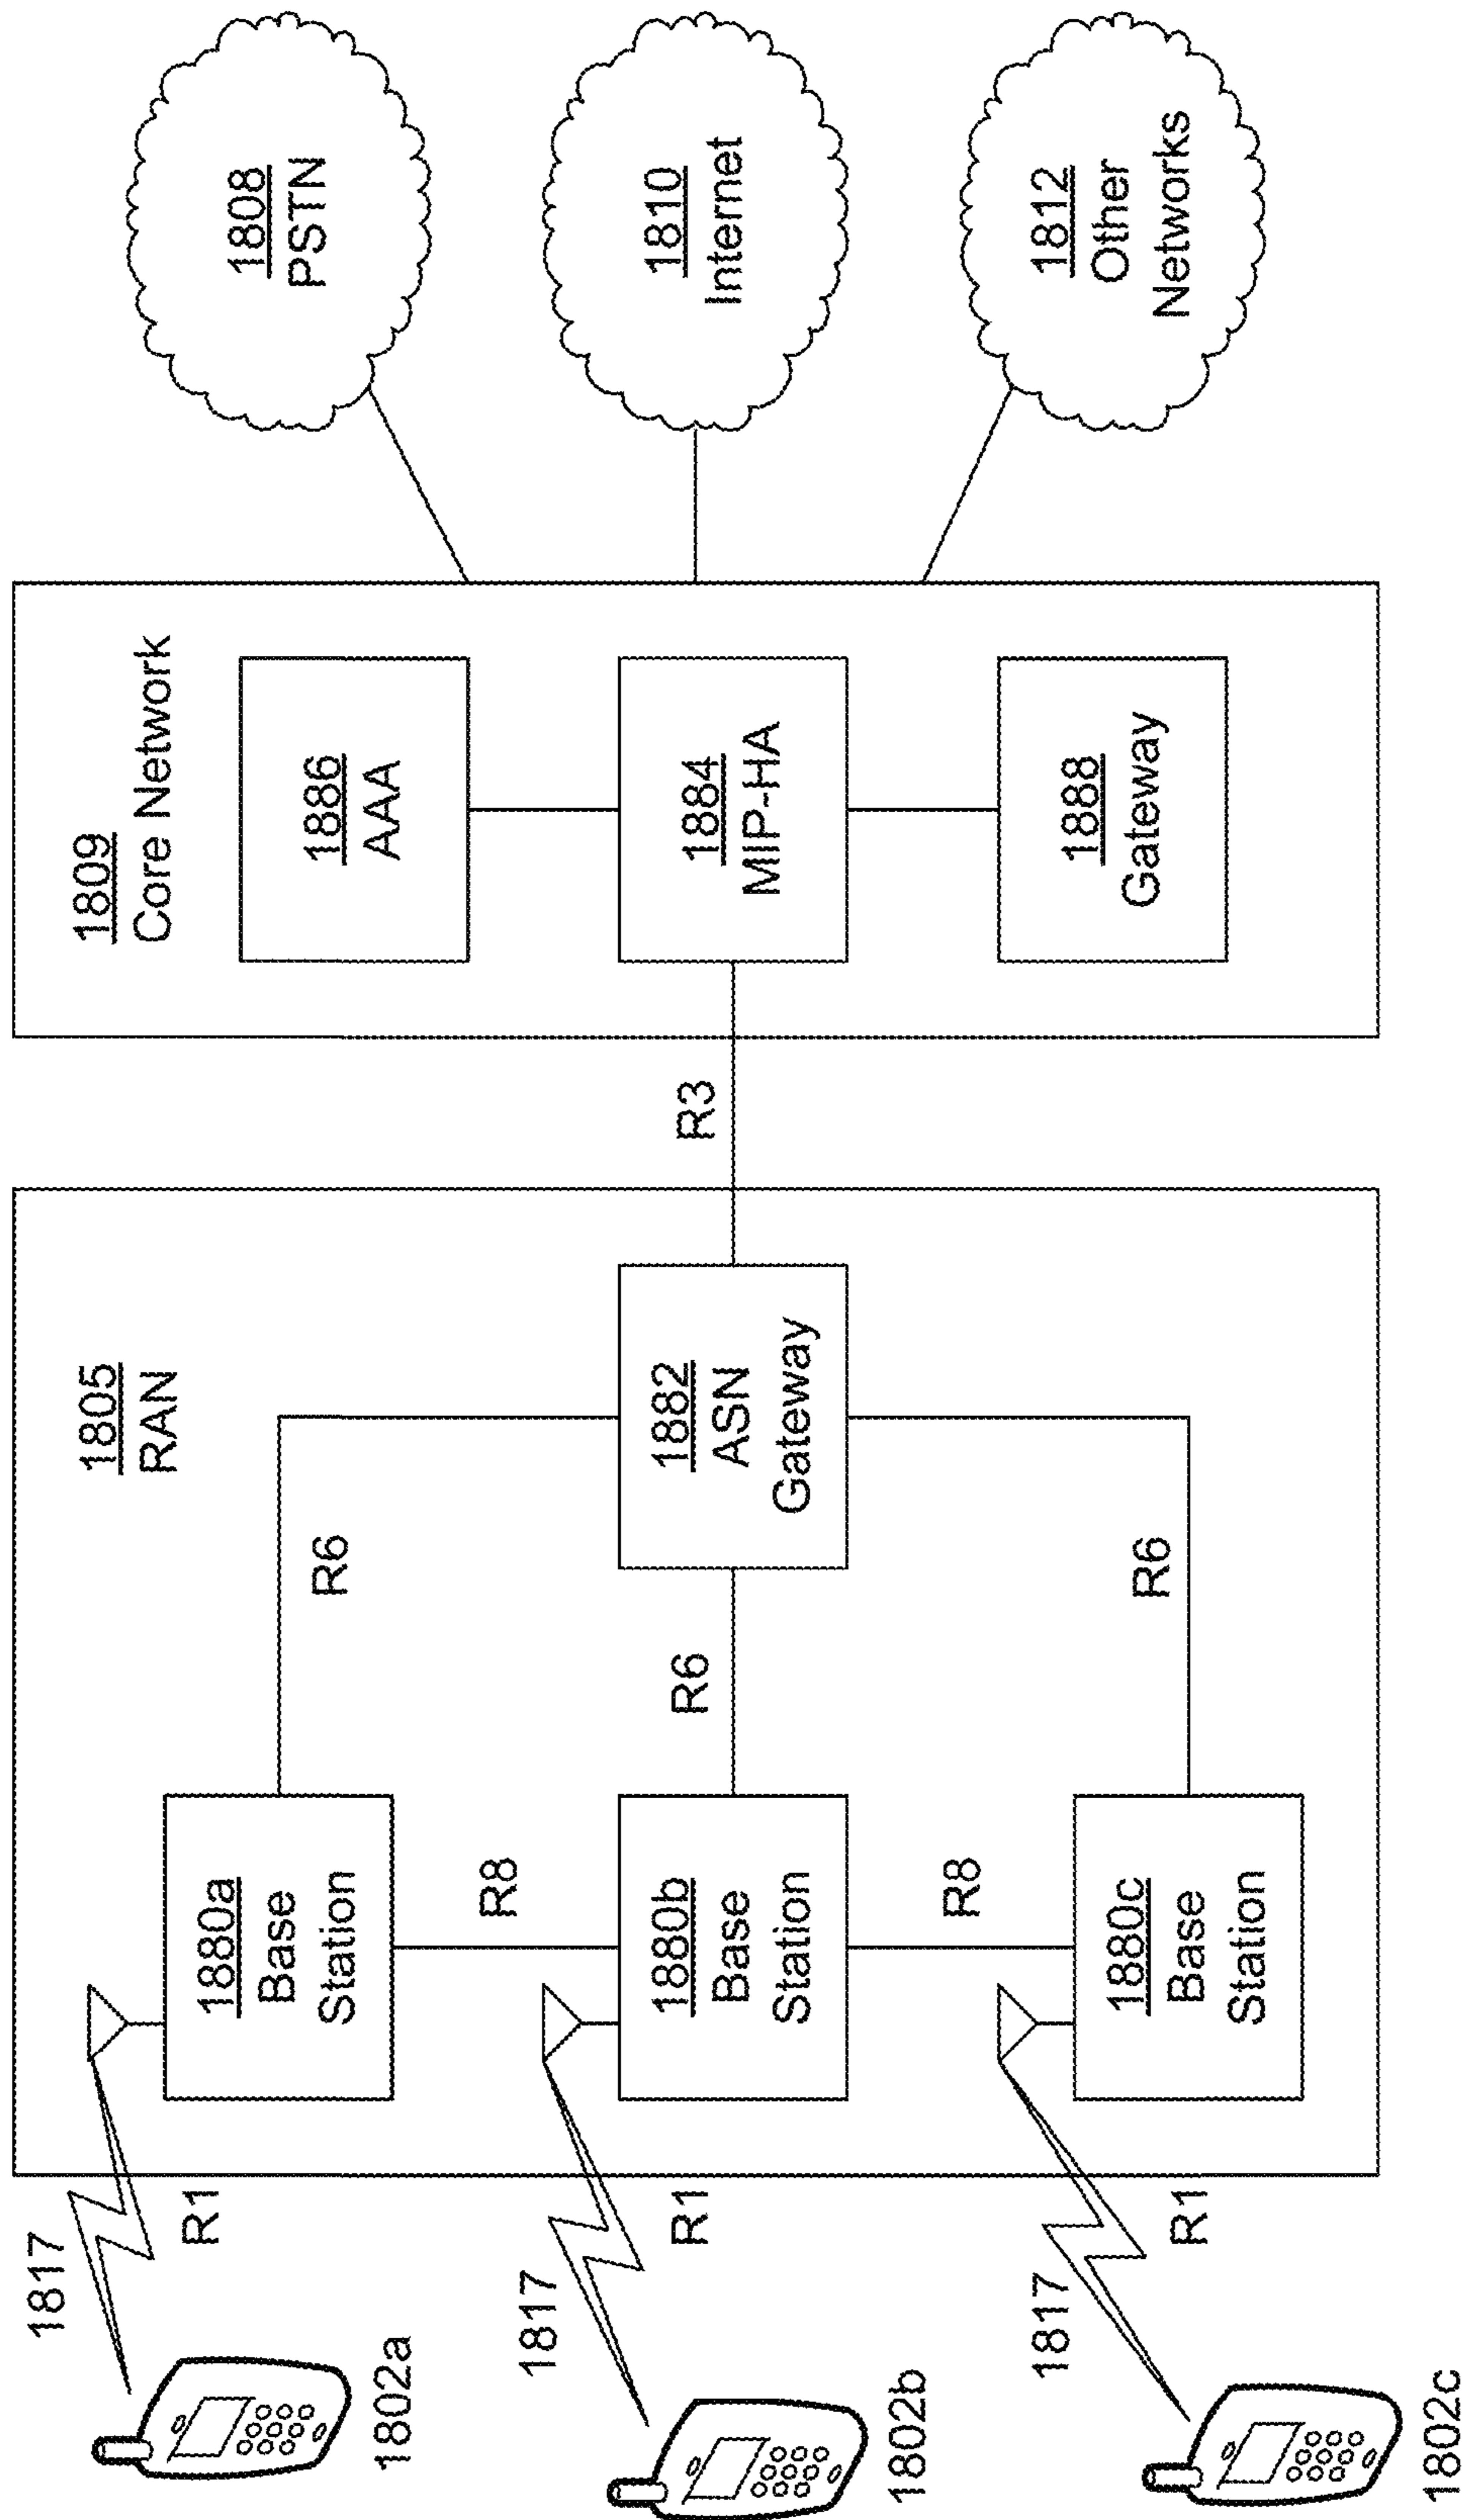 1817
1802a
R1
1817
1802b
R1
1817
1802c
R1
1805
RAN
1880a
Base
Station
R8
1880b
Base
Station
R8
1880c
Base
Station
R6
R6
R6
1882
ASN
Gateway
R3
1809
Core Network
1886
AAA
1884
MIP-HA
1888
Gateway
1808
PSTN
1810
Internet
1812
Other
Networks